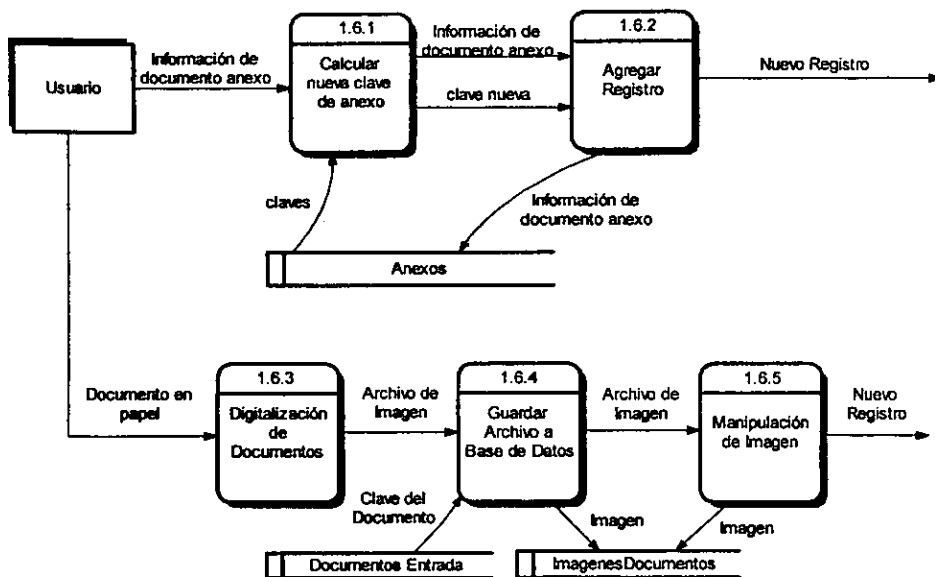 1.6.1
1.6.2
Información de
documento anexo
Información de
documento anexo
Usuario
Calcular
nueva clave
de anexo
clave nueva
Agregar
Registro
Nuevo Registro
claves
Información de
documento anexo
Anexos
1.6.3
1.6.4
1.6.5
Documento en
papel
Digitalización
de
Documentos
Archivo de
Imagen
Guardar
Archivo a
Base de Datos
Archivo de
Imagen
Manipulación
de Imagen
Nuevo
Registro
Clave del
Documento
Imagen
Imagen
Documentos Entrada
ImagenesDocumentos